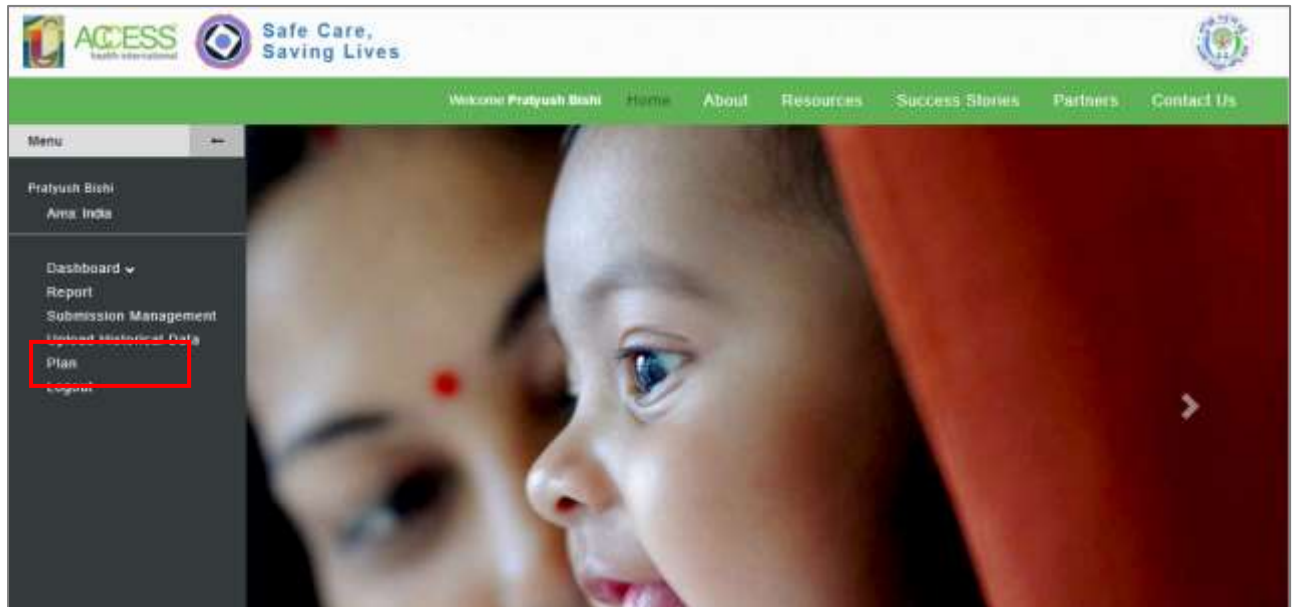 ACCESS
health international
Safe Care,
Saving Lives
Welcome Pratyush Bishi Home About Resources Success Stories Partners Contact Us
Menu
Pratyush Bishi
Area: India
Dashboard
Report
Submission Management
Upload Historical Data
Plan
Logout